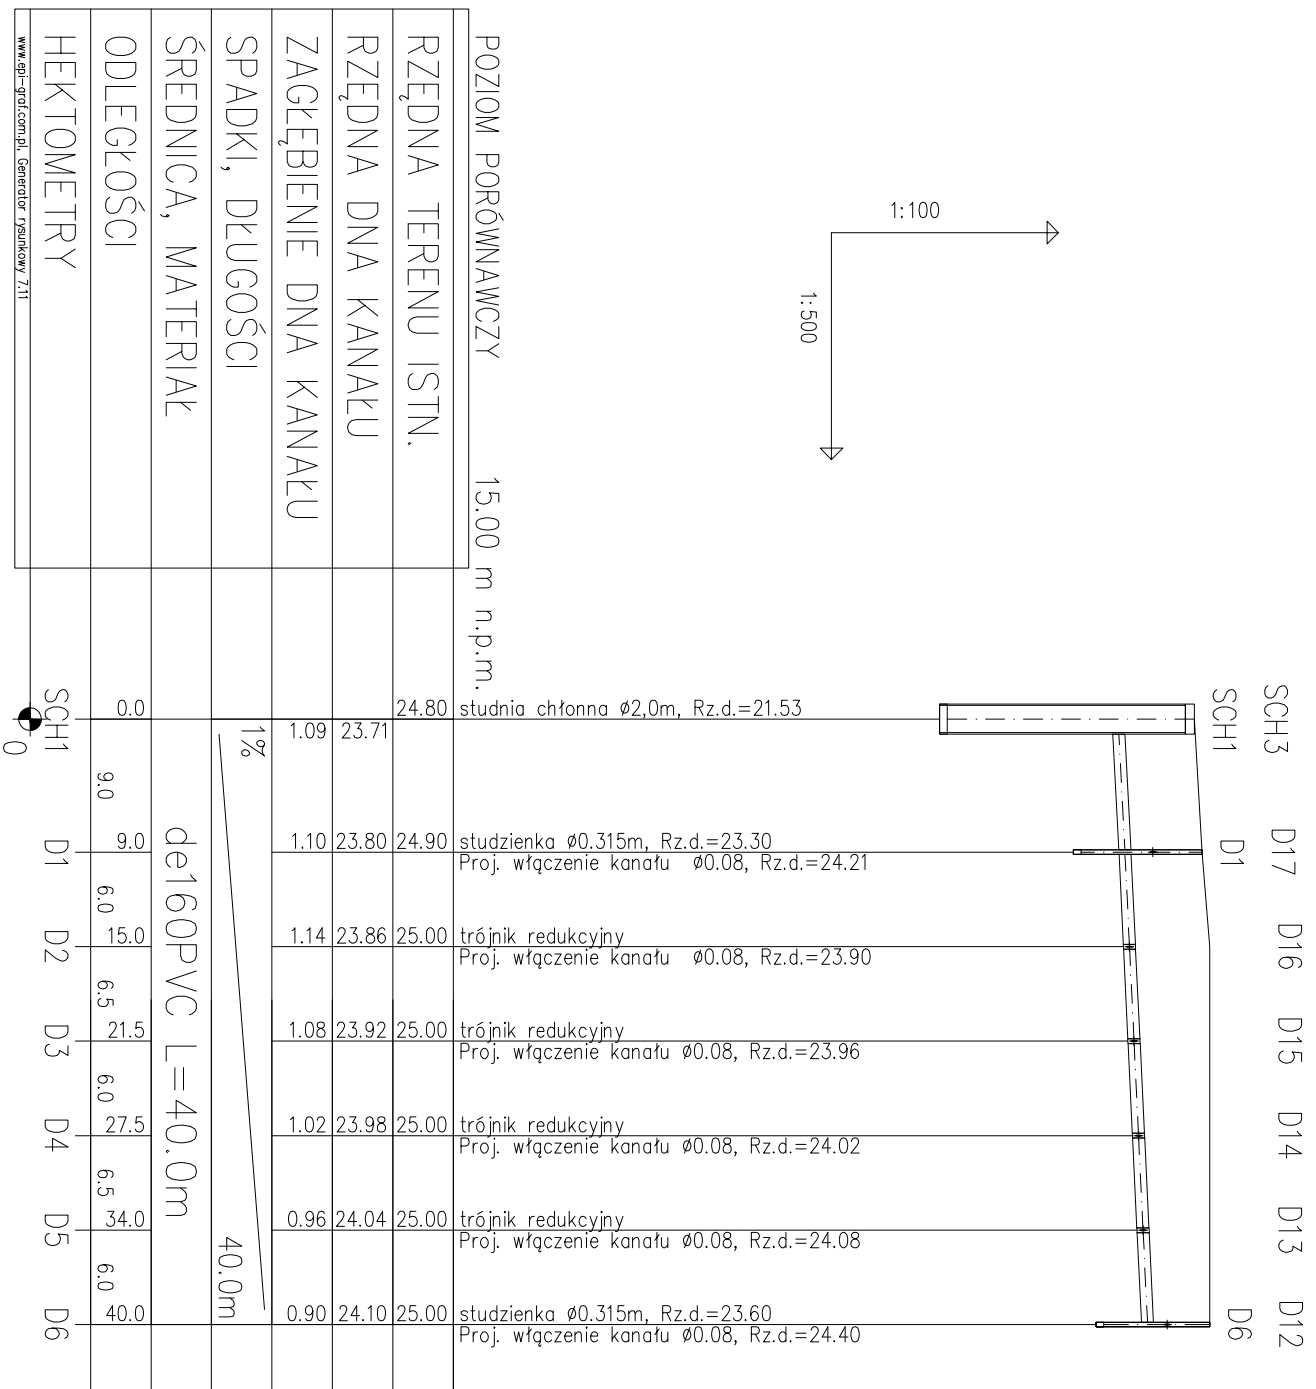 SCH3 D17 D16 D15 D14 D13 D12
SCH1 D1 D6
1:100
1:500
POZIOM PORÓWNAWCZY 15.00 m n.p.m.
studnia chłonna ø2,0m, Rz.d.=21.53
studzienka ø0.315m, Rz.d.=23.30
Proj. włączenie kanału ø0.08, Rz.d.=24.21
trójnik redukcyjny
Proj. włączenie kanału ø0.08, Rz.d.=23.90
trójnik redukcyjny
Proj. włączenie kanału ø0.08, Rz.d.=23.96
trójnik redukcyjny
Proj. włączenie kanału ø0.08, Rz.d.=24.02
trójnik redukcyjny
Proj. włączenie kanału ø0.08, Rz.d.=24.08
studzienka ø0.315m, Rz.d.=23.60
Proj. włączenie kanału ø0.08, Rz.d.=24.40
RZĘDNA TERENU ISTN. 24.80 24.90 25.00 25.00 25.00 25.00 25.00
RZĘDNA DNA KANAŁU 23.71 23.80 23.86 23.92 23.98 24.04 24.10
ZAGŁĘBIENIE DNA KANAŁU 1.09 1.10 1.14 1.08 1.02 0.96 0.90
SPADKI, DŁUGOŚCI 1% 40.0m
ŚREDNICA, MATERIAŁ de160PVC L=40.0m
ODLEGŁOŚCI 0.0 9.0 15.0 21.5 27.5 34.0 40.0
9.0 6.0 6.5 6.0 6.5 6.0
HEKTOMETRY SCH1 D1 D2 D3 D4 D5 D6
0
www.epi-graf.com.pl, Generator rysunkowy 7.11